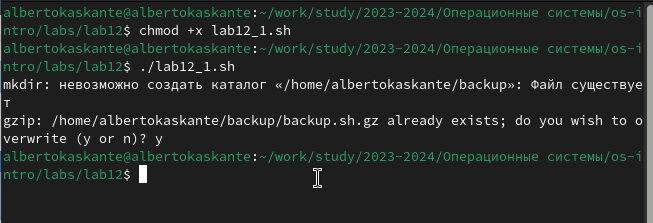 albertokaskante@albertokaskante:~/work/study/2023-2024/Операционные системы/os-i
ntro/labs/lab12$ chmod +x lab12_1.sh
albertokaskante@albertokaskante:~/work/study/2023-2024/Операционные системы/os-i
ntro/labs/lab12$ ./lab12_1.sh
mkdir: невозможно создать каталог «/home/albertokaskante/backup»: Файл существуе
т
gzip: /home/albertokaskante/backup/backup.sh.gz already exists; do you wish to o
verwrite (y or n)? y
albertokaskante@albertokaskante:~/work/study/2023-2024/Операционные системы/os-i
ntro/labs/lab12$